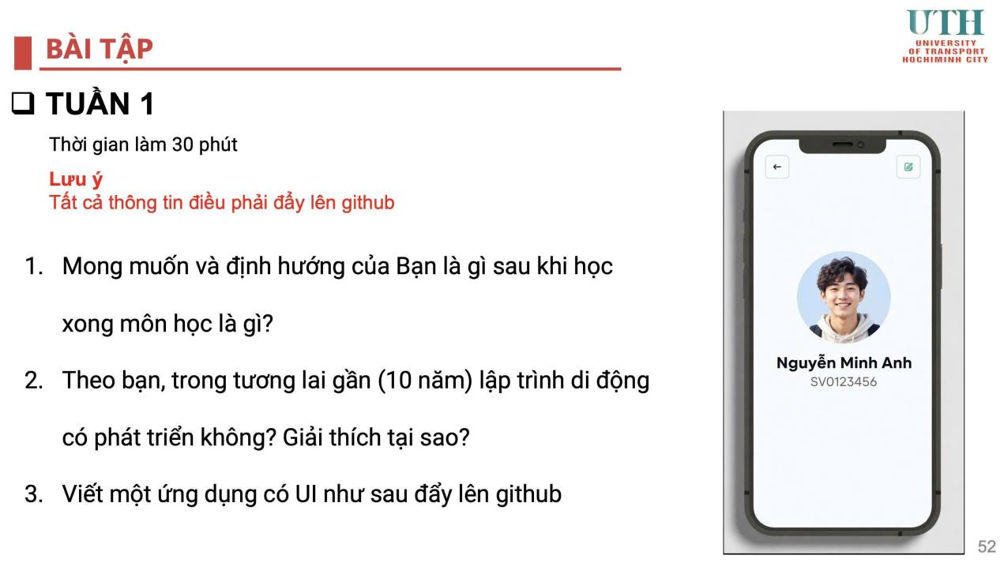 BÀI TẬP
UTH
UNIVERSITY
OF TRANSPORT
HOCHIMINH CITY
TUẦN 1
Thời gian làm 30 phút
Lưu ý
Tất cả thông tin điều phải đẩy lên github
1. Mong muốn và định hướng của Bạn là gì sau khi học
xong môn học là gì?
2. Theo bạn, trong tương lai gần (10 năm) lập trình di động
có phát triển không? Giải thích tại sao?
3. Viết một ứng dụng có UI như sau đẩy lên github
Nguyễn Minh Anh
SV0123456
52